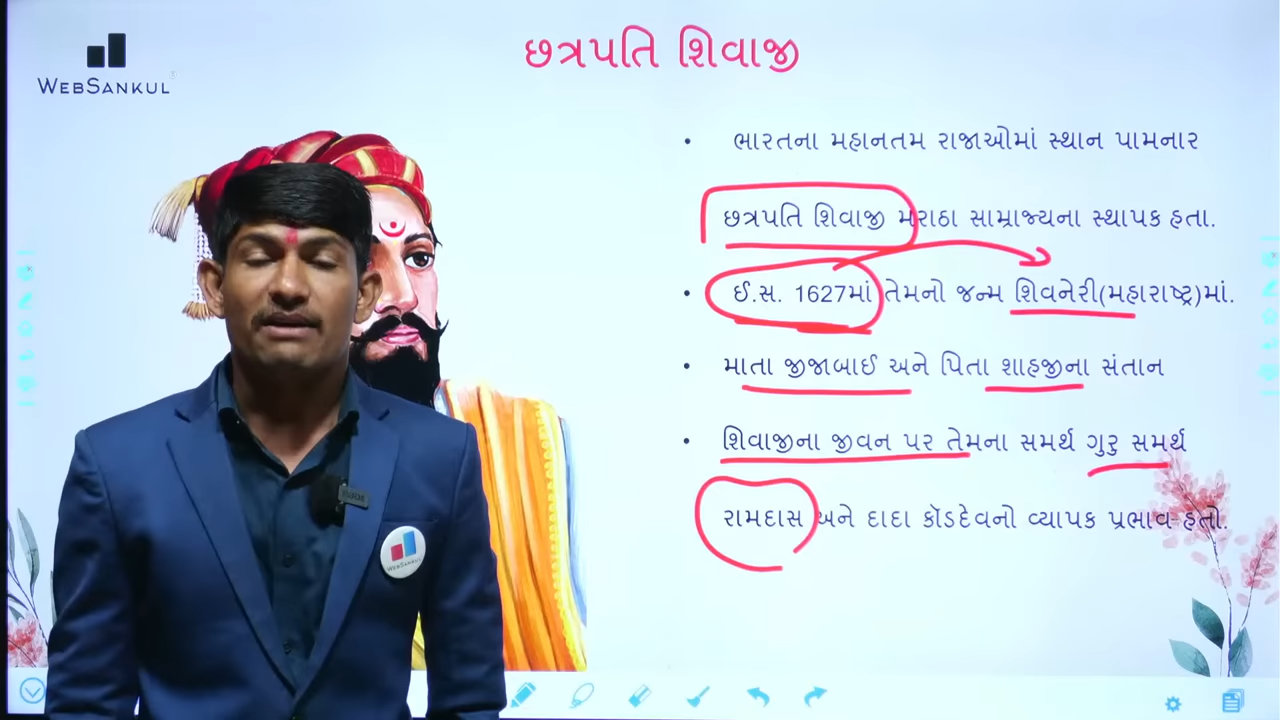 છત્રપતિ શિવાજી
WEBSANKUL
• ભારતના મહાનતમ રાજાઓમાં સ્થાન પામનાર
છત્રપતિ શિવાજી મરાઠા સામ્રાજ્યના સ્થાપક હતા.
• ઈ.સ. 1627માં તેમનો જન્મ શિવનેરી(મહારાષ્ટ્ર)માં.
• માતા જીજાબાઈ અને પિતા શાહજીના સંતાન
• શિવાજીના જીવન પર તેમના સમર્થ ગુરુ સમર્થ
રામદાસ અને દાદા કૉડદેવનો વ્યાપક પ્રભાવ હતો.
WEBSANKUL